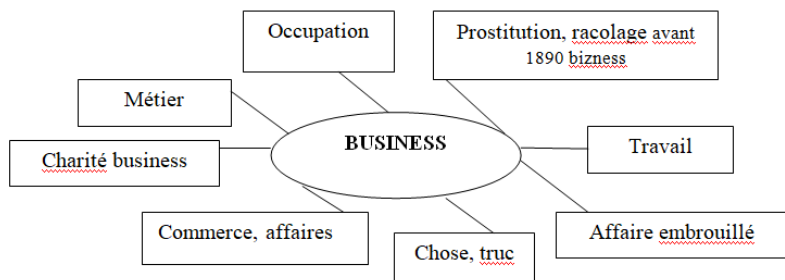 Occupation
Prostitution, racolage avant
1890 bizness
Métier
BUSINESS
Charité business
Travail
Commerce, affaires
Chose, truc
Affaire embrouillé